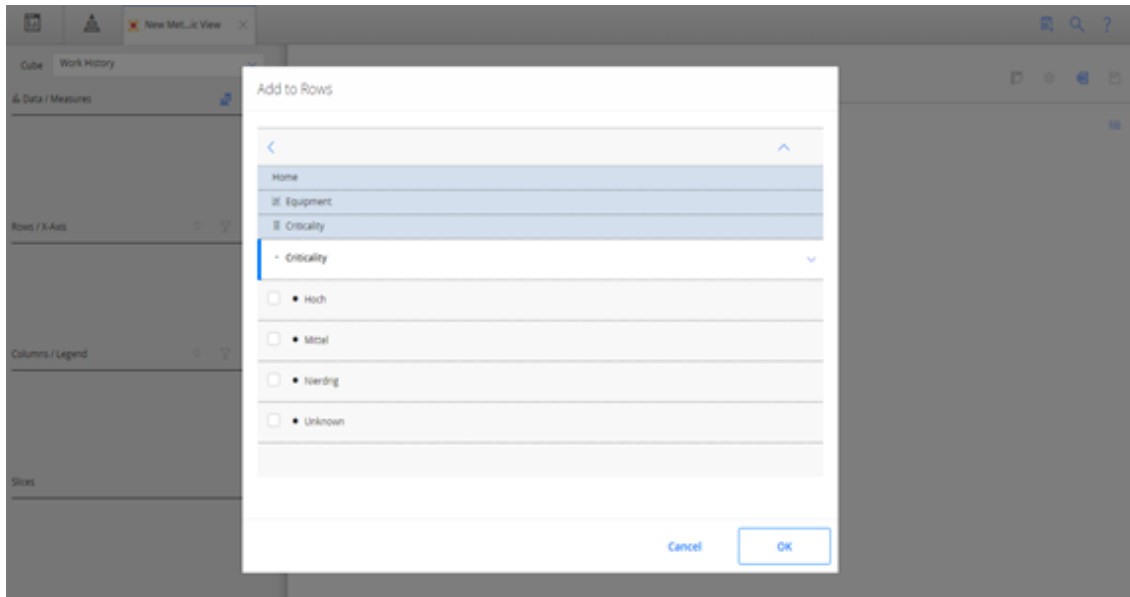 New Met...ic View
Cube Work History
Data / Measures
Rows / X-Axis
Columns / Legend
Slices
Add to Rows
Home
Equipment
Criticality
Criticality
Hoch
Mittel
Nierdrig
Unknown
Cancel OK
?